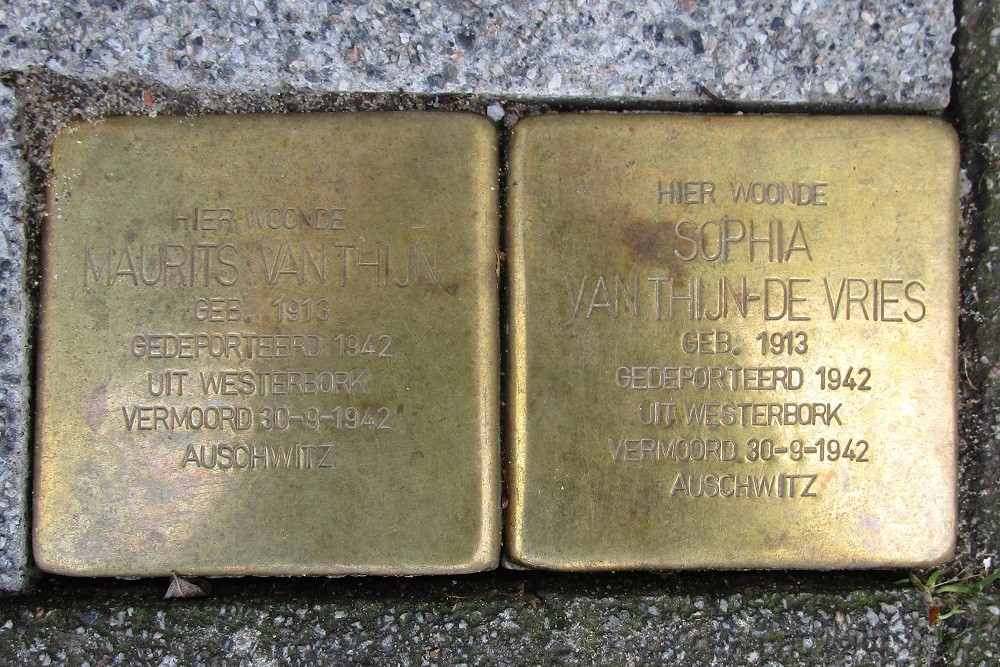 HIER WOONDE
MAURITS VAN THIJN
GEB. 1913
GEDEPORTEERD 1942
UIT WESTERBORK
VERMOORD 30-9-1942
AUSCHWITZ
HIER WOONDE
SOPHIA
VAN THIJN-DE VRIES
GEB. 1913
GEDEPORTEERD 1942
UIT WESTERBORK
VERMOORD 30-9-1942
AUSCHWITZ